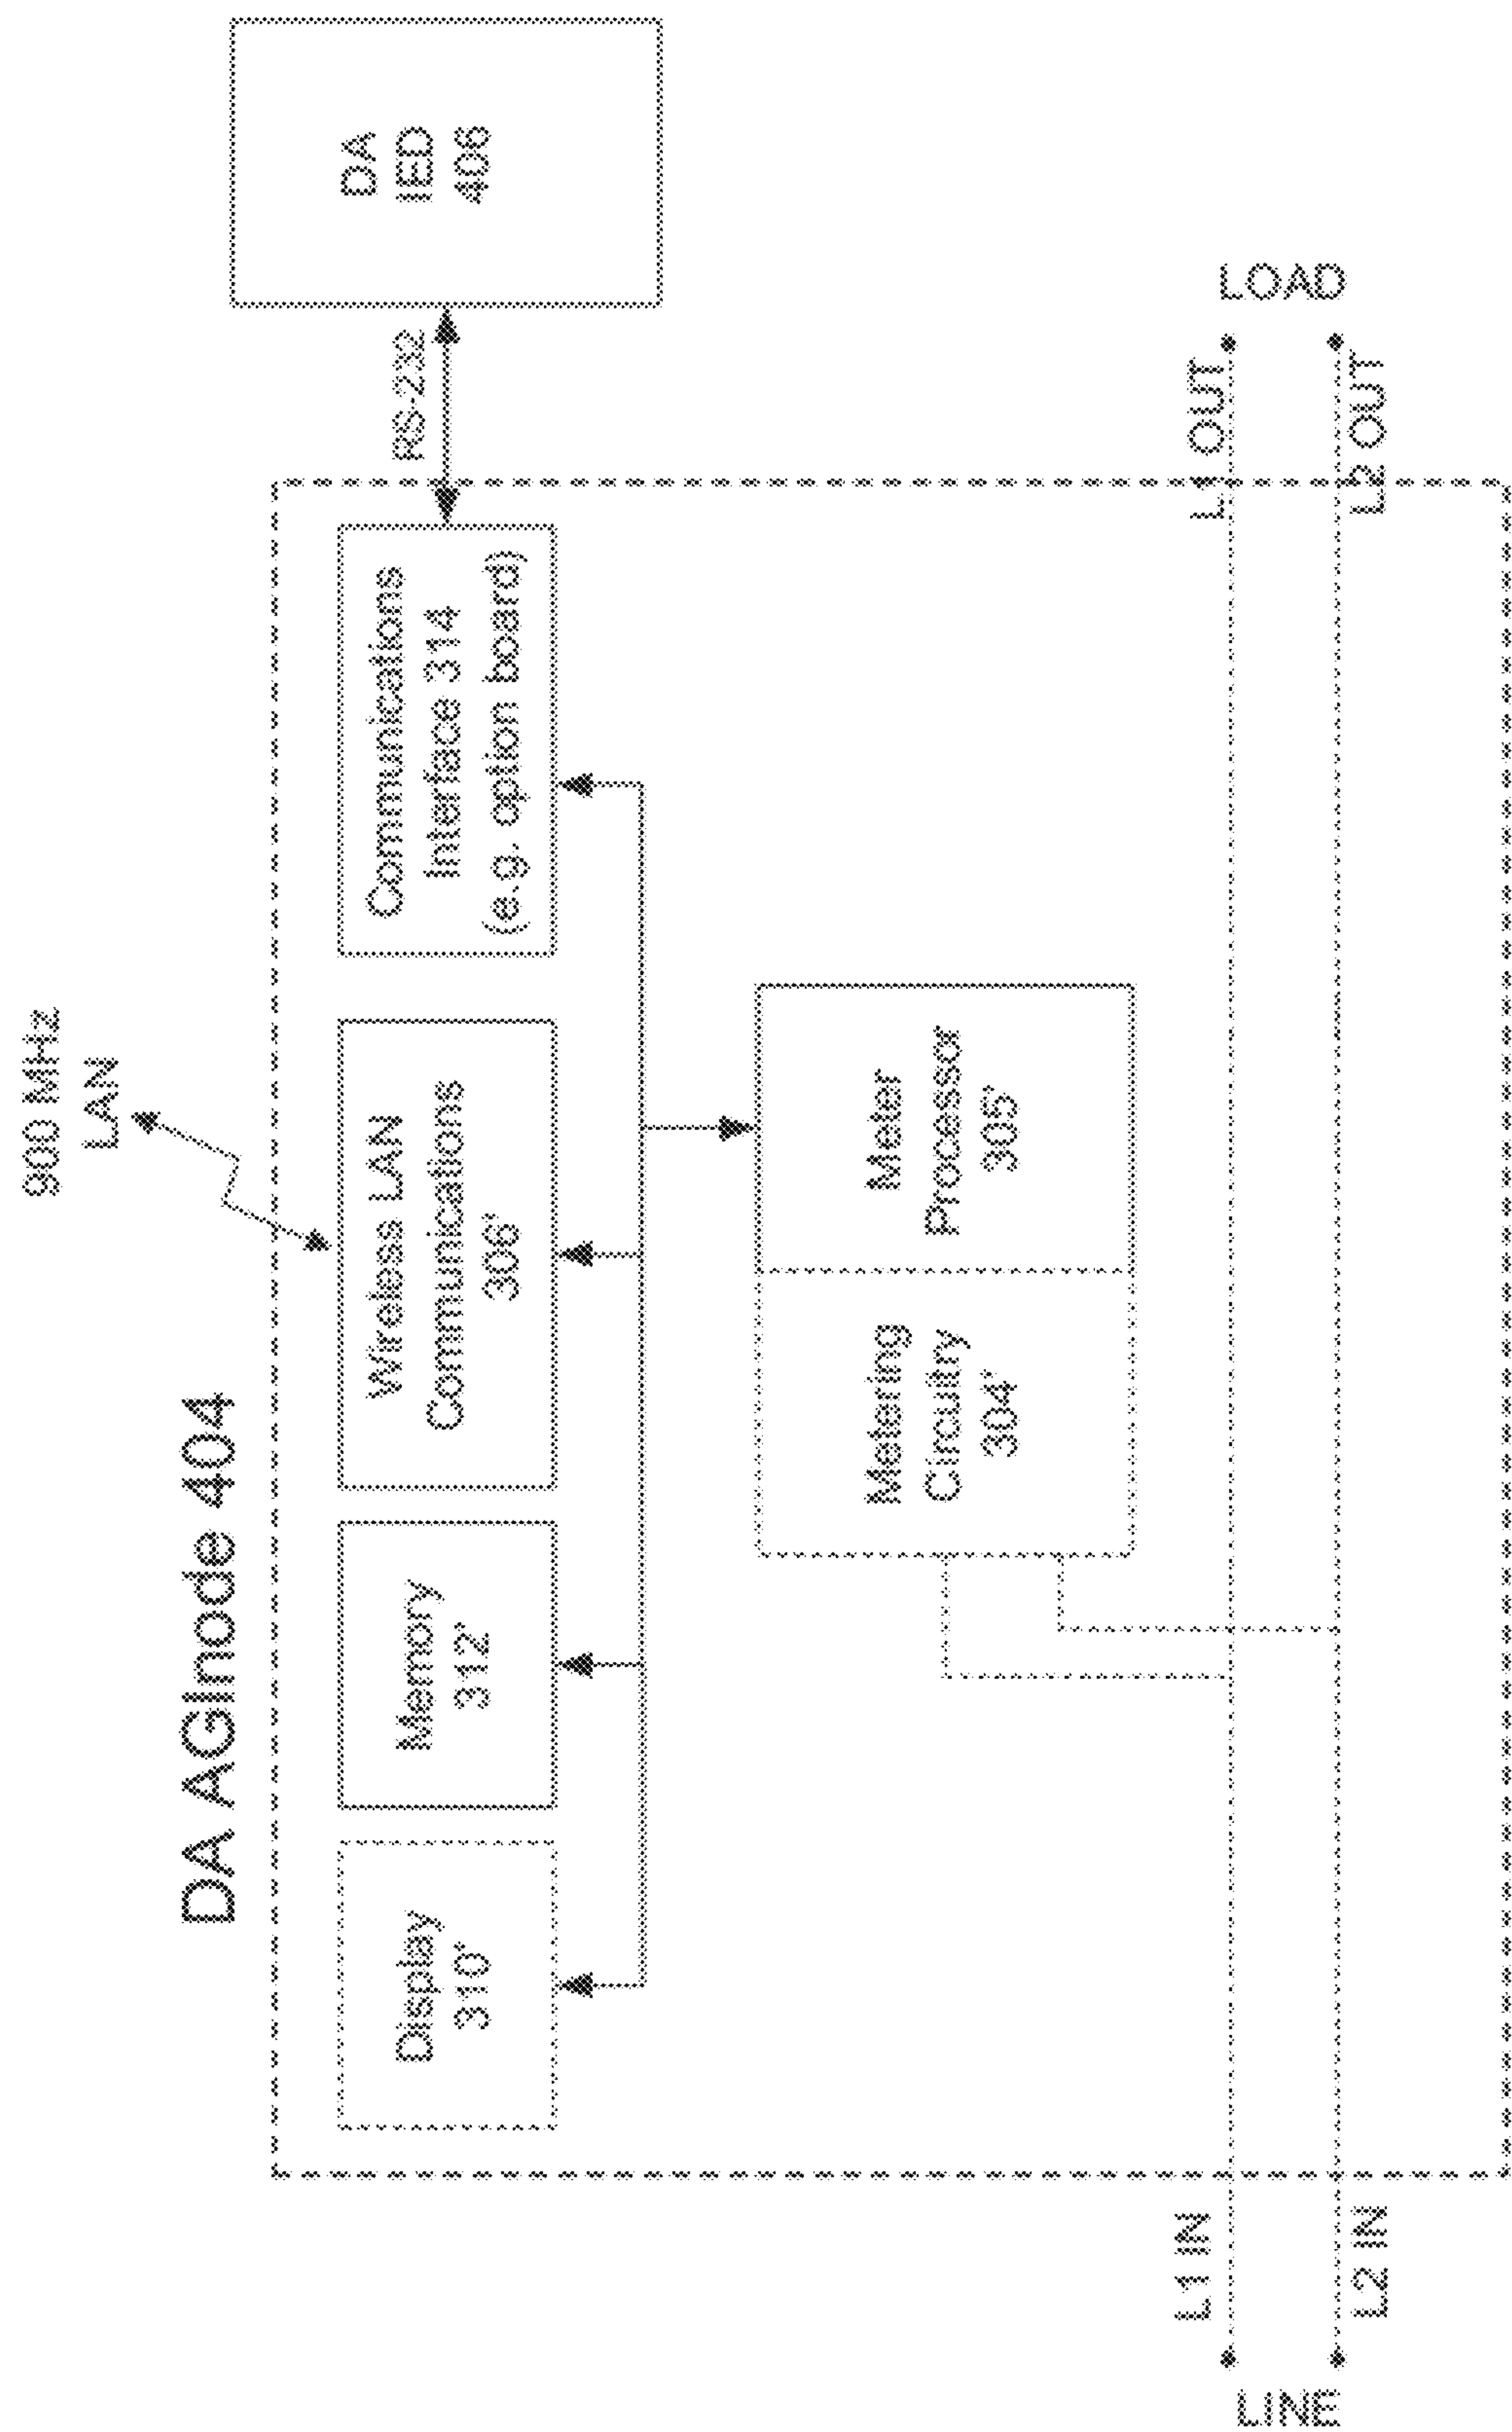 DA AGInode 404
900 MHz
LAN
Display
310'
Memory
312'
Wireless LAN
Communications
306'
Communications
Interface 314
(e.g. option board)
RS-232
DA
IED
406
Metering
Circuitry
304'
Meter
Processor
305'
LINE
L1 IN
L2 IN
L1 OUT
L2 OUT
LOAD